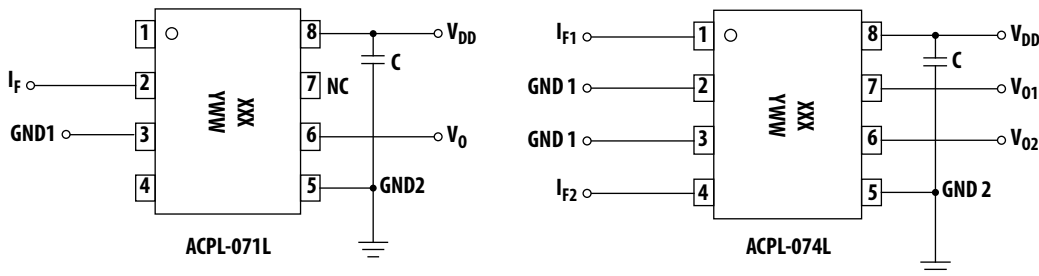 1 8 V_DD
C
I_F 2 7 NC
XXX
YWW
GND1 3 6 V_O
4 5 GND2
ACPL-071L
I_F1 1 8 V_DD
C
GND 1 2 7 V_01
XXX
YWW
GND 1 3 6 V_02
I_F2 4 5 GND 2
ACPL-074L